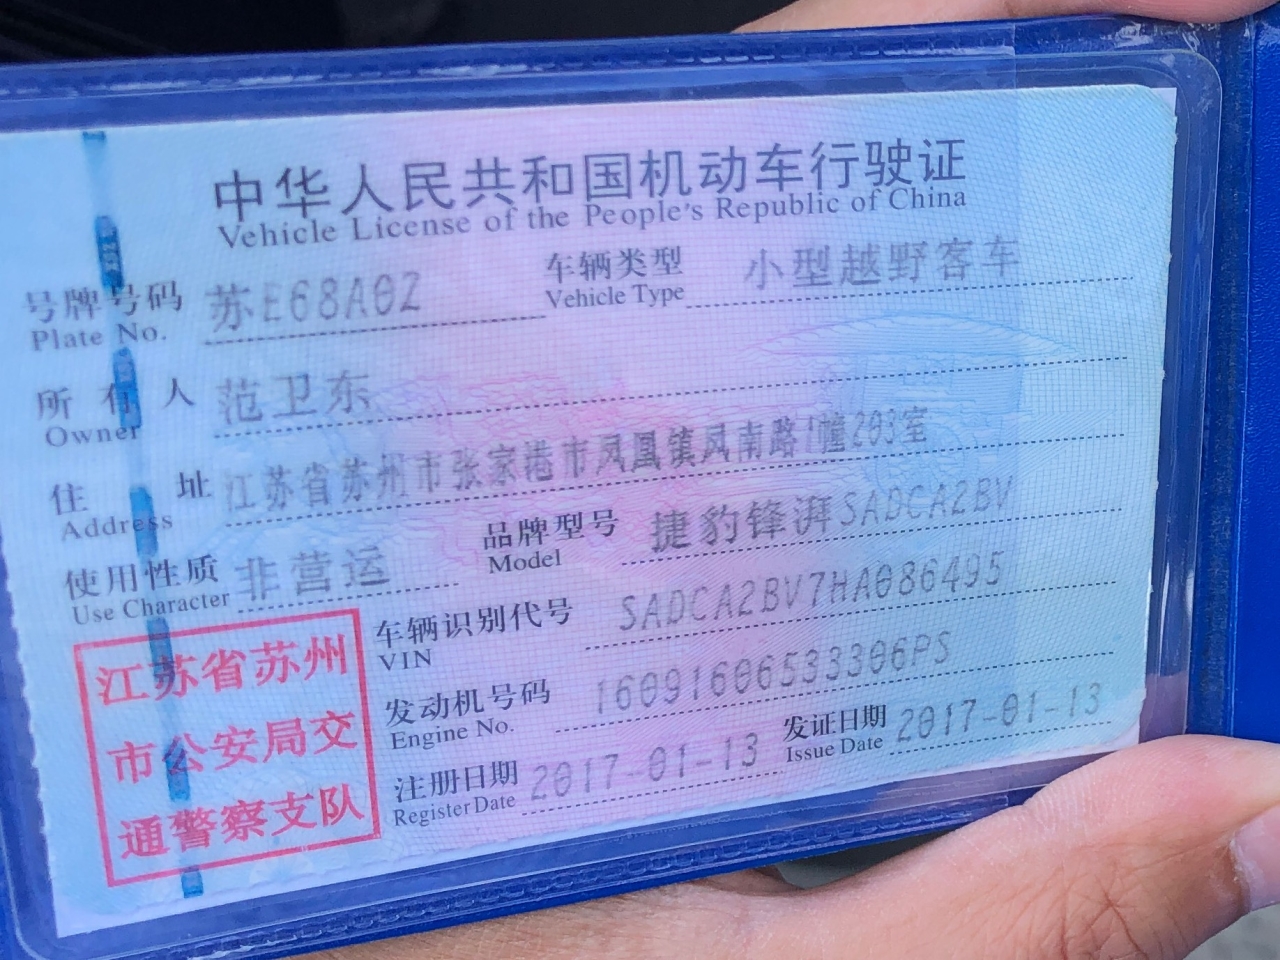 中华人民共和国机动车行驶证
Vehicle License of the People's Republic of China
号牌号码 苏E68A02 车辆类型 小型越野客车
Plate No. Vehicle Type
所有人 范卫东
Owner
住址 江苏省苏州市张家港市凤凰镇凤南路1幢203室
Address
使用性质 非营运 品牌型号 捷豹锋湃SADCA2BV
Use Character Model
车辆识别代号 SADCA2BV7HA086495
VIN
发动机号码 160916065333306PS
Engine No.
注册日期 2017-01-13 发证日期 2017-01-13
Register Date Issue Date
江苏省苏州
市公安局交
通警察支队